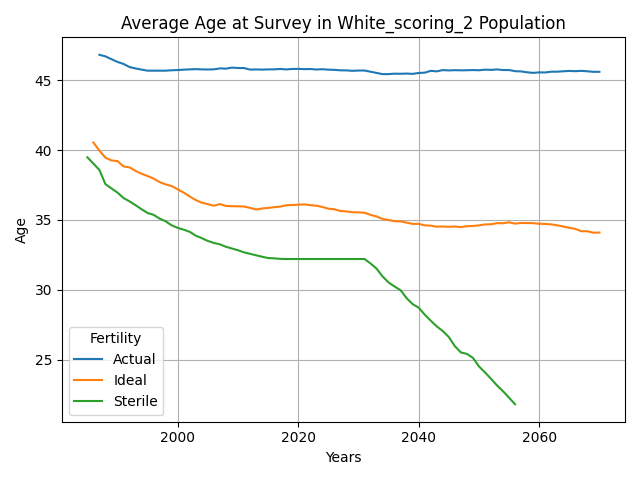 Average Age at Survey in White_scoring_2 Population
Age
45
40
35
30
25
Fertility
Actual
Ideal
Sterile
2000 2020 2040 2060
Years